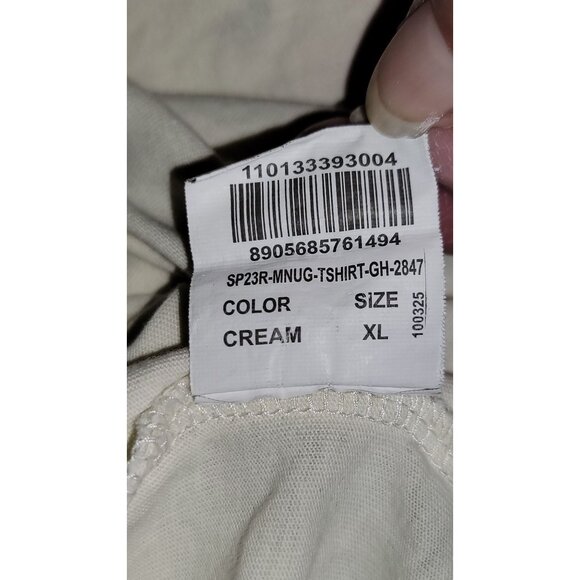 110133393004
8905685761494
SP23R-MNUG-TSHIRT-GH-2847
COLOR SiZE
CREAM XL
100325